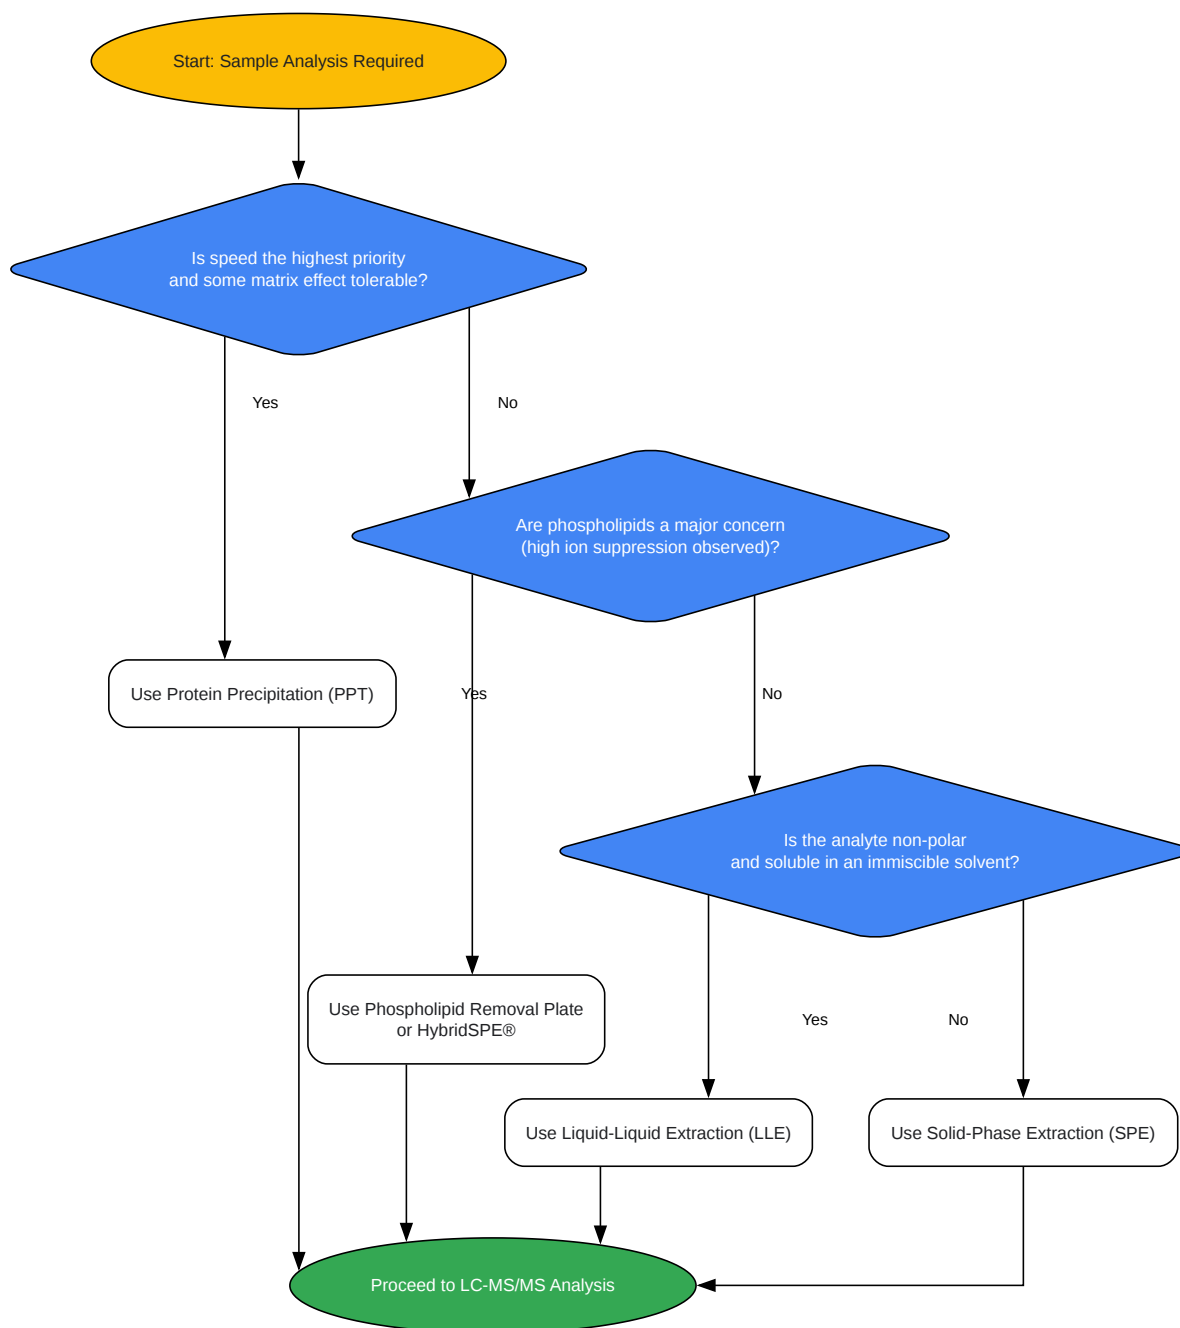 Start: Sample Analysis Required
Is speed the highest priority
and some matrix effect tolerable?
Yes
No
Are phospholipids a major concern
(high ion suppression observed)?
Use Protein Precipitation (PPT)
Yes
No
Is the analyte non-polar
and soluble in an immiscible solvent?
Use Phospholipid Removal Plate
or HybridSPE®
Yes
No
Use Liquid-Liquid Extraction (LLE)
Use Solid-Phase Extraction (SPE)
Proceed to LC-MS/MS Analysis